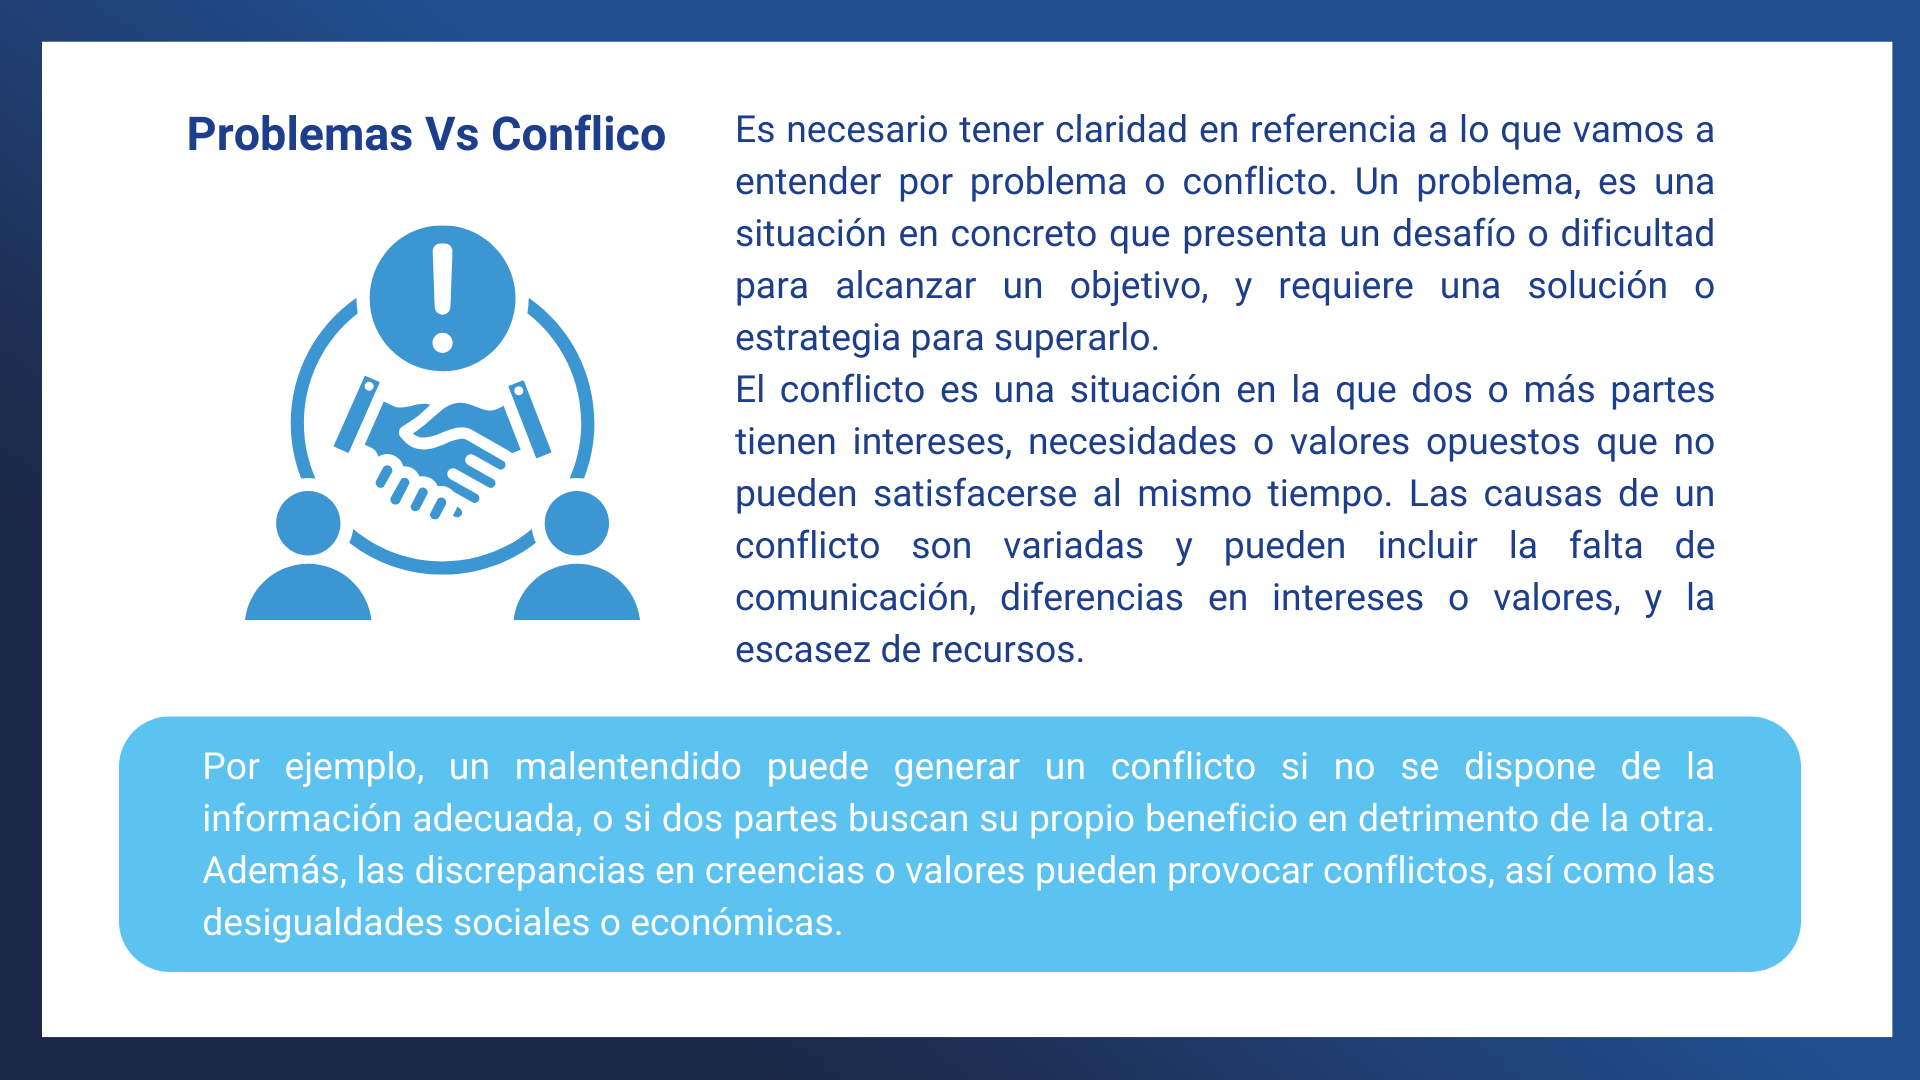 Problemas Vs Conflico
Es necesario tener claridad en referencia a lo que vamos a
entender por problema o conflicto. Un problema, es una
situación en concreto que presenta un desafío o dificultad
para alcanzar un objetivo, y requiere una solución o
estrategia para superarlo.
El conflicto es una situación en la que dos o más partes
tienen intereses, necesidades o valores opuestos que no
pueden satisfacerse al mismo tiempo. Las causas de un
conflicto son variadas y pueden incluir la falta de
comunicación, diferencias en intereses o valores, y la
escasez de recursos.
Por ejemplo, un malentendido puede generar un conflicto si no se dispone de la
información adecuada, o si dos partes buscan su propio beneficio en detrimento de la otra.
Además, las discrepancias en creencias o valores pueden provocar conflictos, así como las
desigualdades sociales o económicas.